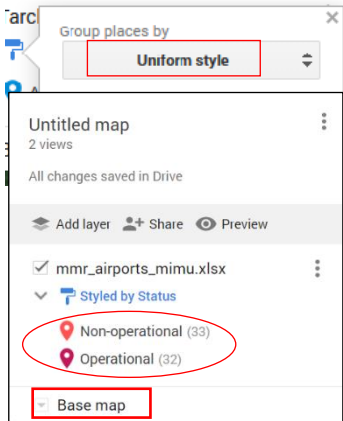 Group places by
Uniform style
Untitled map
2 views
All changes saved in Drive
Add layer Share Preview
mmr_airports_mimu.xlsx
Styled by Status
Non-operational (33)
Operational (32)
Base map